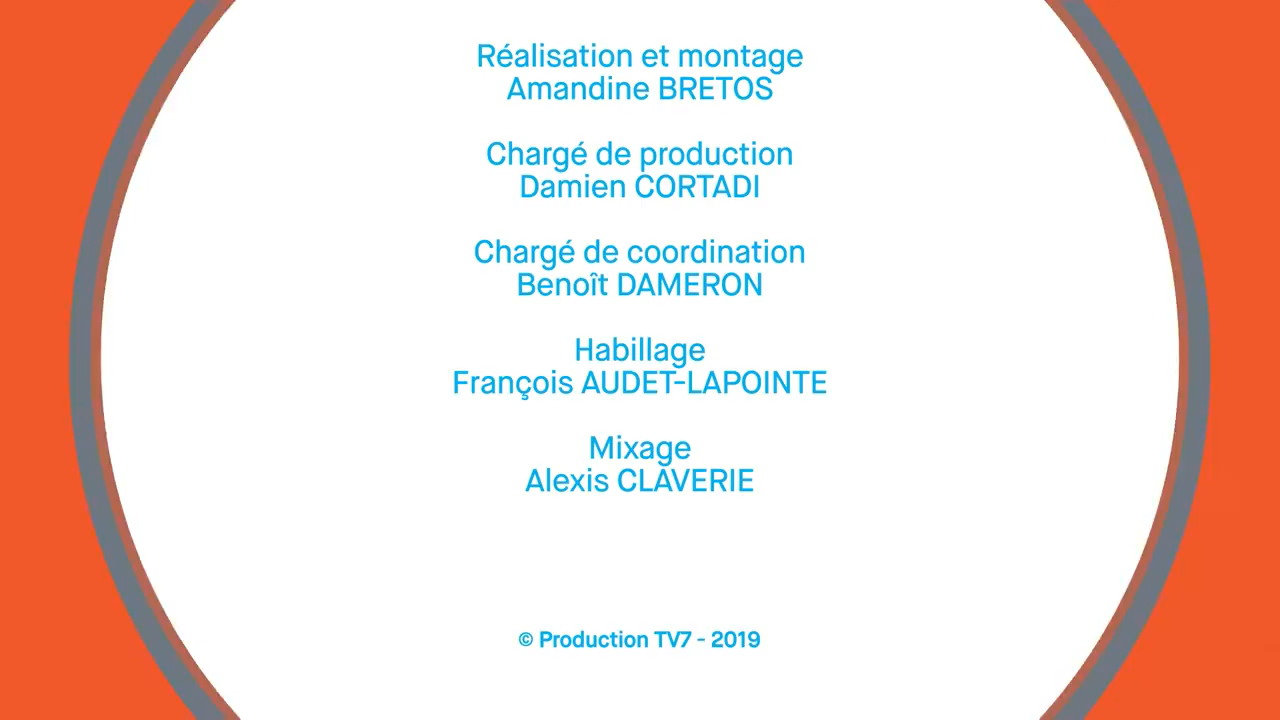 Réalisation et montage
Amandine BRETOS
Chargé de production
Damien CORTADI
Chargé de coordination
Benoît DAMERON
Habillage
François AUDET-LAPOINTE
Mixage
Alexis CLAVERIE
© Production TV7 - 2019